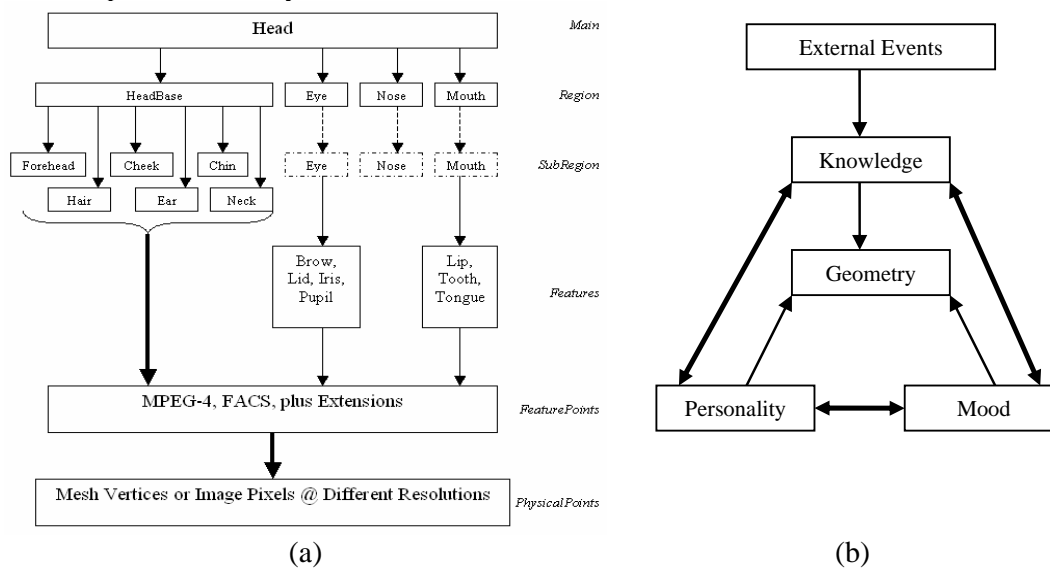 Head
Main
HeadBase
Eye
Nose
Mouth
Region
Forehead
Cheek
Chin
Eye
Nose
Mouth
SubRegion
Hair
Ear
Neck
Brow,
Lid, Iris,
Pupil
Lip,
Tooth,
Tongue
Features
MPEG-4, FACS, plus Extensions
FeaturePoints
Mesh Vertices or Image Pixels @ Different Resolutions
PhysicalPoints
(a)
External Events
Knowledge
Geometry
Personality
Mood
(b)